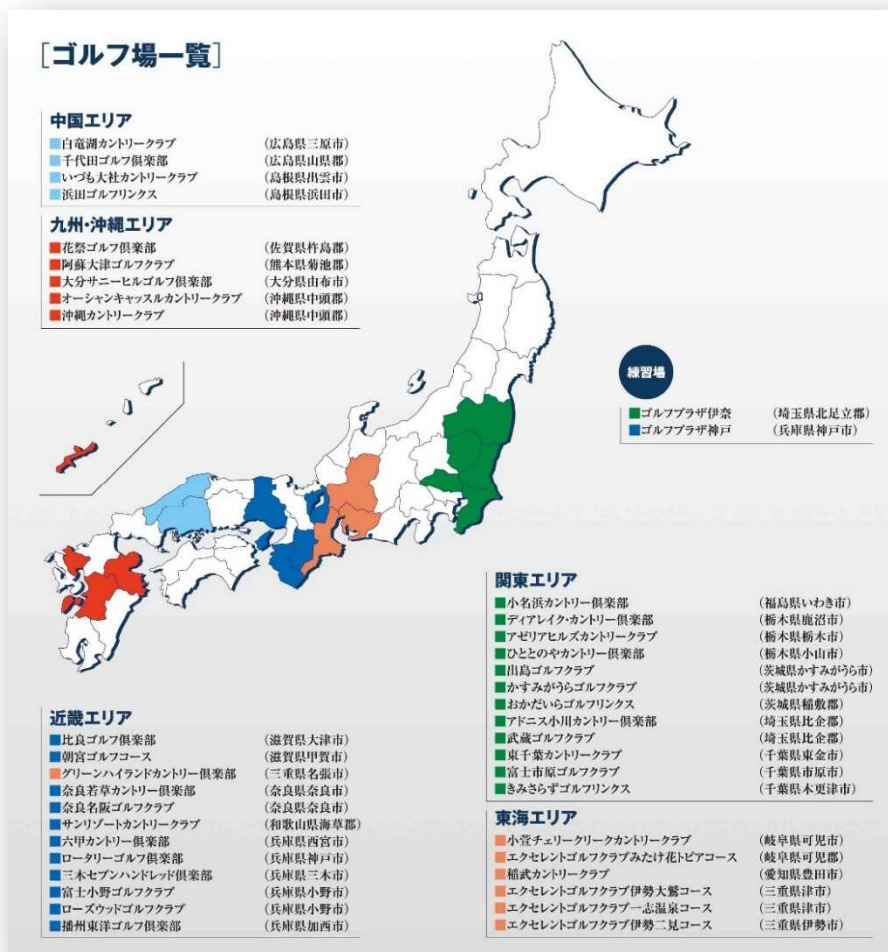 [ゴルフ場一覧]
中国エリア
白竜湖カントリークラブ (広島県三原市)
千代田ゴルフ倶楽部 (広島県山県郡)
いづも大社カントリークラブ (島根県出雲市)
浜田ゴルフリンクス (島根県浜田市)
九州・沖縄エリア
花祭ゴルフ倶楽部 (佐賀県杵島郡)
阿蘇大津ゴルフクラブ (熊本県菊池郡)
大分サニーヒルゴルフ倶楽部 (大分県由布市)
オーシャンキャッスルカントリークラブ (沖縄県中頭郡)
沖縄カントリークラブ (沖縄県中頭郡)
練習場
ゴルフプラザ伊奈 (埼玉県北足立郡)
ゴルフプラザ神戸 (兵庫県神戸市)
関東エリア
小名浜カントリー倶楽部 (福島県いわき市)
ディアレイク・カントリー倶楽部 (栃木県鹿沼市)
アゼリアヒルズカントリークラブ (栃木県栃木市)
ひととのやカントリー倶楽部 (栃木県小山市)
出島ゴルフクラブ (茨城県かすみがうら市)
かすみがうらゴルフクラブ (茨城県かすみがうら市)
おかだいらゴルフリンクス (茨城県稲敷郡)
アドニス小川カントリー倶楽部 (埼玉県比企郡)
武蔵ゴルフクラブ (埼玉県比企郡)
東千葉カントリークラブ (千葉県東金市)
富士市原ゴルフクラブ (千葉県市原市)
きみさらずゴルフリンクス (千葉県木更津市)
近畿エリア
比良ゴルフ倶楽部 (滋賀県大津市)
朝宮ゴルフコース (滋賀県甲賀市)
グリーンハイランドカントリー倶楽部 (三重県名張市)
奈良若草カントリー倶楽部 (奈良県奈良市)
奈良名阪ゴルフクラブ (奈良県奈良市)
サンリゾートカントリークラブ (和歌山県海草郡)
六甲カントリー倶楽部 (兵庫県西宮市)
ロータリーゴルフ倶楽部 (兵庫県神戸市)
三木セブンハンドレッド倶楽部 (兵庫県三木市)
富士小野ゴルフクラブ (兵庫県小野市)
ローズウッドゴルフクラブ (兵庫県小野市)
播州東洋ゴルフ倶楽部 (兵庫県加西市)
東海エリア
小萱チェリークリークカントリークラブ (岐阜県可児市)
エクセレントゴルフクラブみたけ花トピアコース (岐阜県可児郡)
稲武カントリークラブ (愛知県豊田市)
エクセレントゴルフクラブ伊勢大鷲コース (三重県津市)
エクセレントゴルフクラブ一志温泉コース (三重県津市)
エクセレントゴルフクラブ伊勢二見コース (三重県伊勢市)